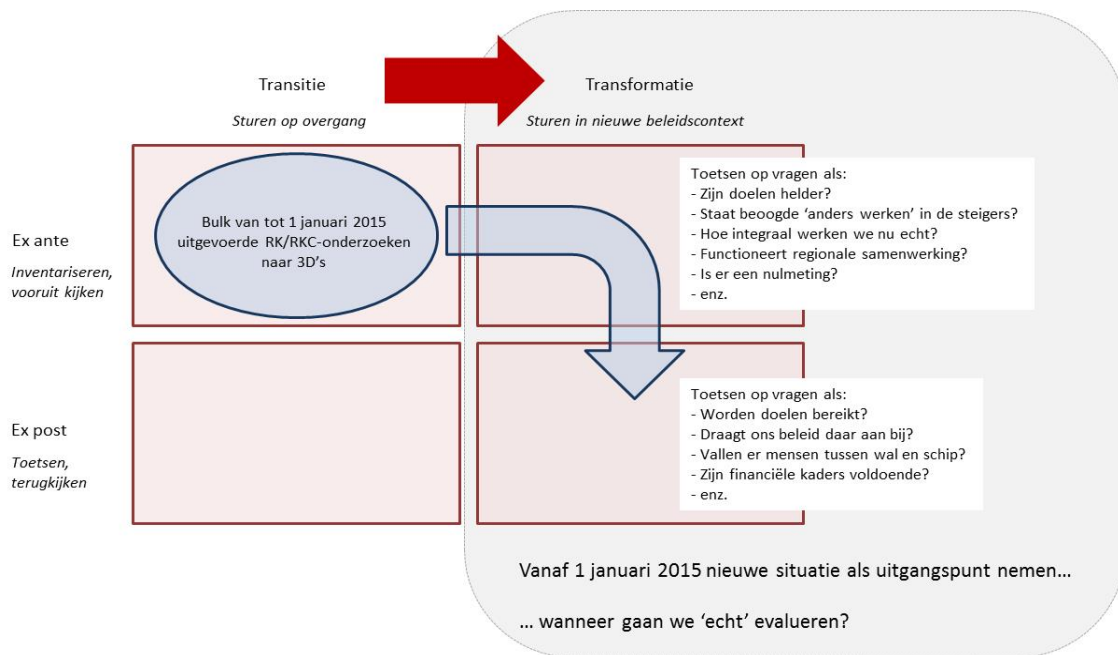 Transitie
Sturen op overgang
Transformatie
Sturen in nieuwe beleidscontext
Ex ante
Inventariseren,
vooruit kijken
Bulk van tot 1 januari 2015
uitgevoerde RK/RKC-onderzoeken
naar 3D’s
Toetsen op vragen als:
- Zijn doelen helder?
- Staat beoogde ‘anders werken’ in de steigers?
- Hoe integraal werken we nu echt?
- Functioneert regionale samenwerking?
- Is er een nulmeting?
- enz.
Ex post
Toetsen,
terugkijken
Toetsen op vragen als:
- Worden doelen bereikt?
- Draagt ons beleid daar aan bij?
- Vallen er mensen tussen wal en schip?
- Zijn financiële kaders voldoende?
- enz.
Vanaf 1 januari 2015 nieuwe situatie als uitgangspunt nemen…
… wanneer gaan we ‘echt’ evalueren?